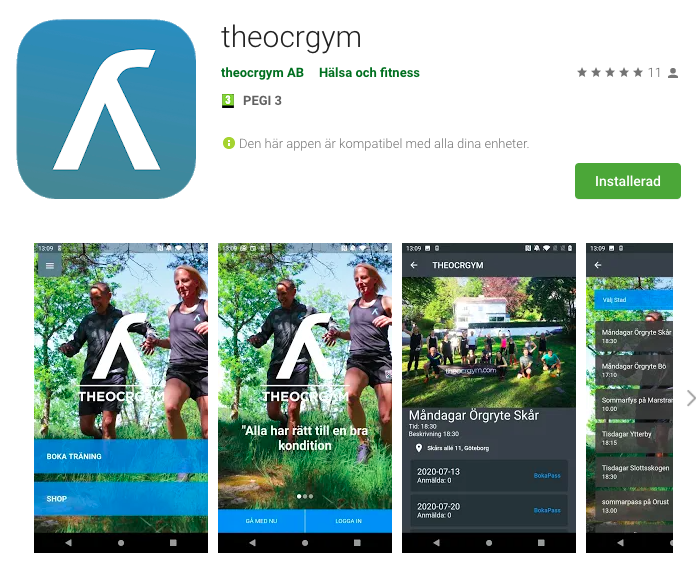 theocrgym
theocrgym AB Hälsa och fitness
11
3 PEGI 3
Den här appen är kompatibel med alla dina enheter.
Installerad
13:09
THEOCRGYM
BOKA TRÄNING
SHOP
13:09
THEOCRGYM
"Alla har rätt till en bra
kondition
GÅ MED NU
LOGGA IN
13:09
THEOCRGYM
theocrgym.com
Måndagar Örgryte Skår
Tid: 18:30
Beskrivning 18:30
Skårs allé 11, Göteborg
2020-07-13
Anmälda: 0
BokaPass
2020-07-20
Anmälda: 0
BokaPass
13:09
Välj Stad
Måndagar Örgryte Skår
18:30
Måndagar Örgryte Bö
17:10
Sommarfys på Marstran
10.00
Tisdagar Ytterby
18:15
Tisdagar Slottsskogen
18:30
sommarpass på Orust
13.00